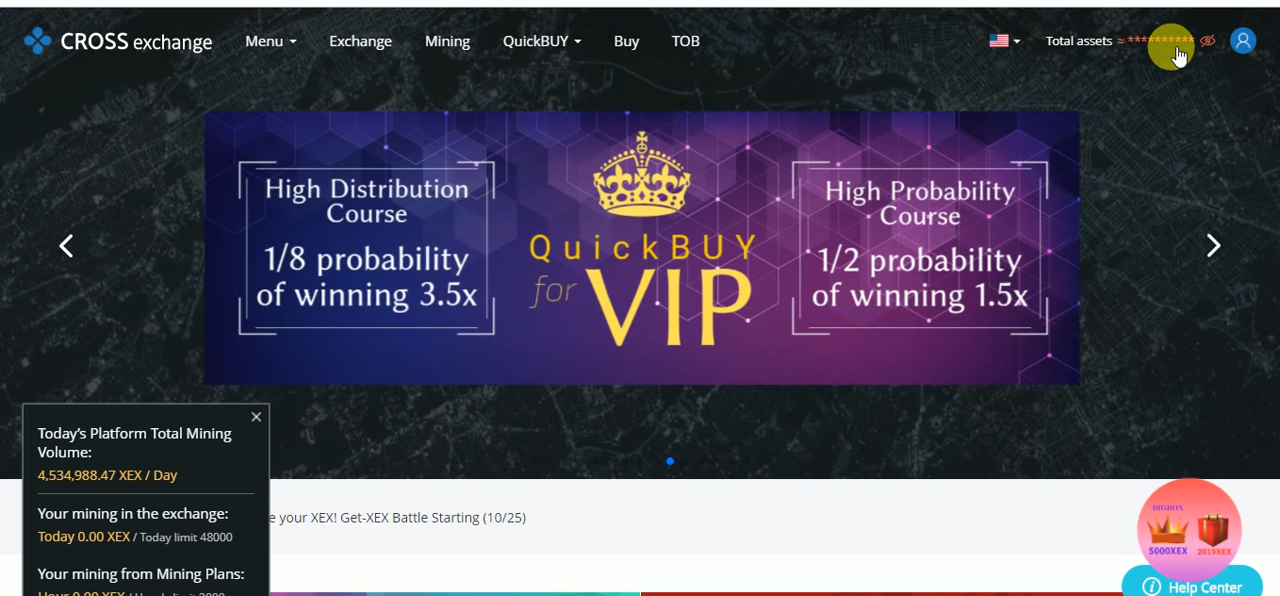 CROSS exchange
Menu
Exchange
Mining
QuickBUY
Buy
TOB
Total assets ≈ **********
High Distribution
Course
1/8 probability
of winning 3.5x
QuickBUY
for VIP
High Probability
Course
1/2 probability
of winning 1.5x
Today's Platform Total Mining
Volume:
4,534,988.47 XEX / Day
Your mining in the exchange:
Today 0.00 XEX / Today limit 48000
Your mining from Mining Plans:
e your XEX! Get-XEX Battle Starting (10/25)
BIGBOX
5000XEX
2019XEX
Help Center